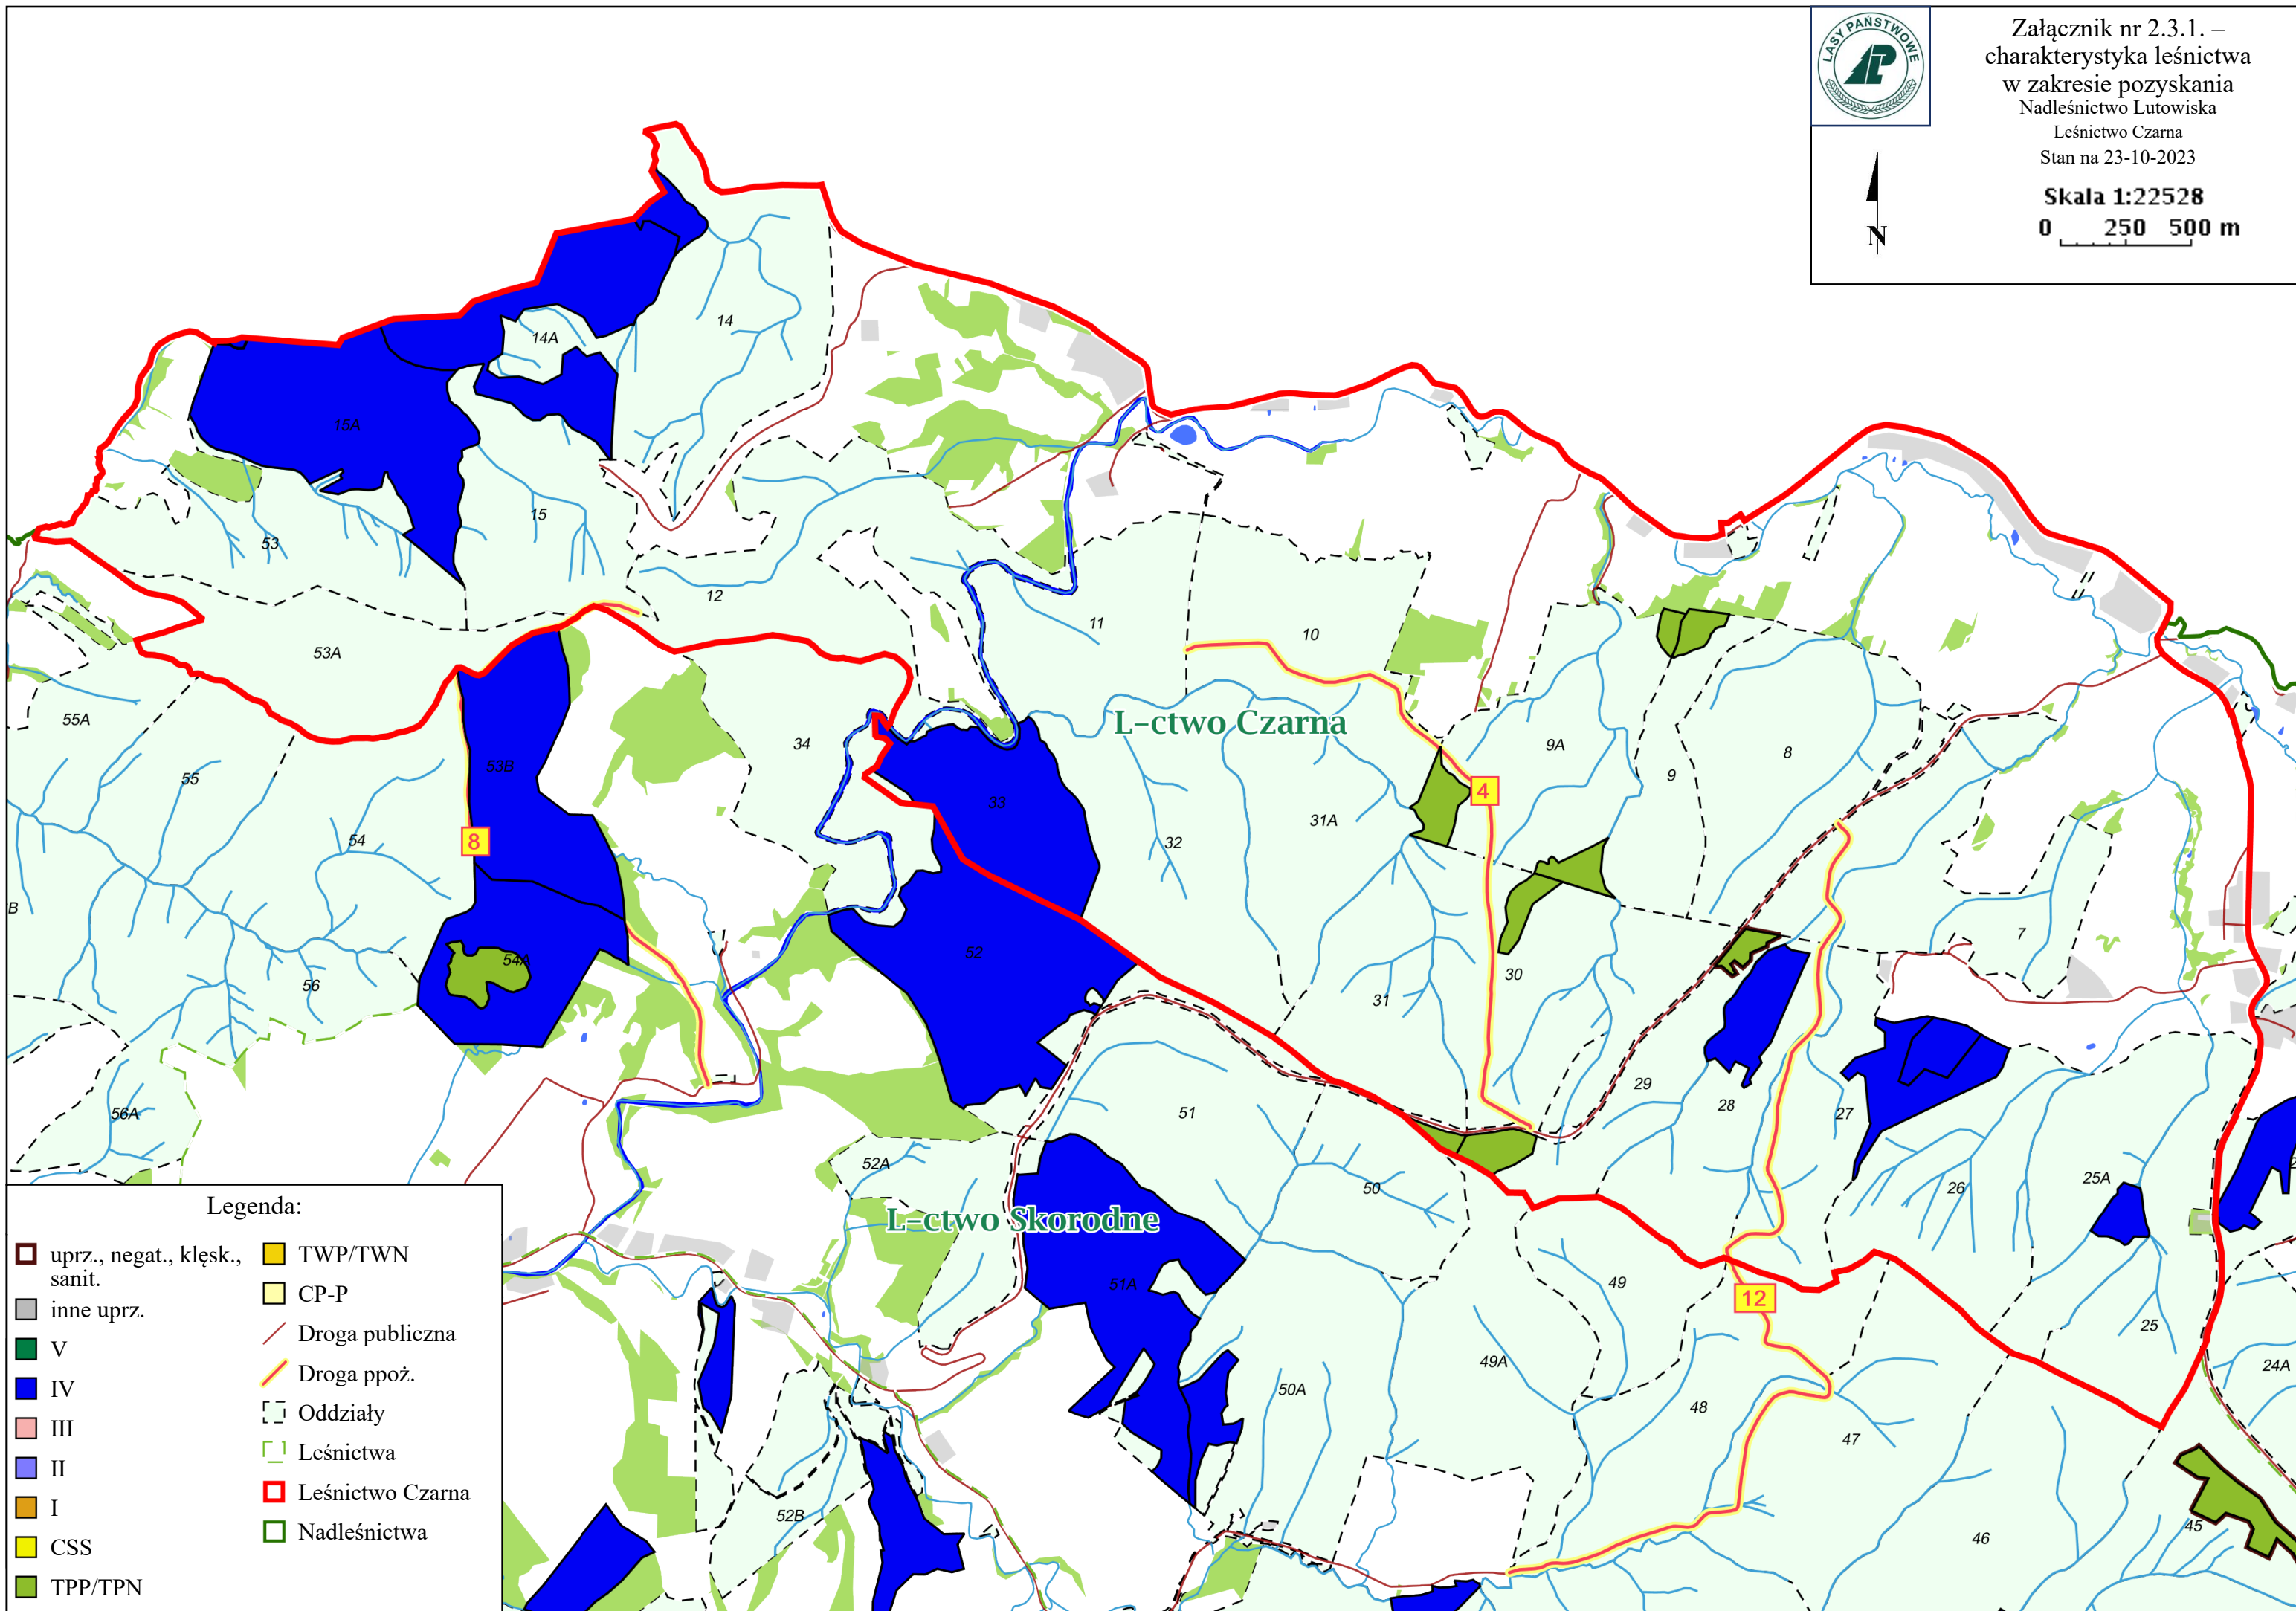 LASY PAŃSTWOWE
Załącznik nr 2.3.1. –
charakterystyka leśnictwa
w zakresie pozyskania
Nadleśnictwo Lutowiska
Leśnictwo Czarna
Stan na 23-10-2023
Skala 1:22528
0 250 500 m
N
14
14A
15A
15
53
12
11
10
53A
55A
34
L-ctwo Czarna
9A
8
9
53B
55
33
4
31A
32
54
8
B
7
52
54A
30
31
56
29
28
27
51
56A
52A
50
26
25A
2
L-ctwo Skorodne
49
51A
12
25
49A
24A
50A
48
47
52B
45
46
Legenda:
uprz., negat., klęsk.,
sanit.
inne uprz.
V
IV
III
II
I
CSS
TPP/TPN
TWP/TWN
CP-P
Droga publiczna
Droga ppoż.
Oddziały
Leśnictwa
Leśnictwo Czarna
Nadleśnictwa